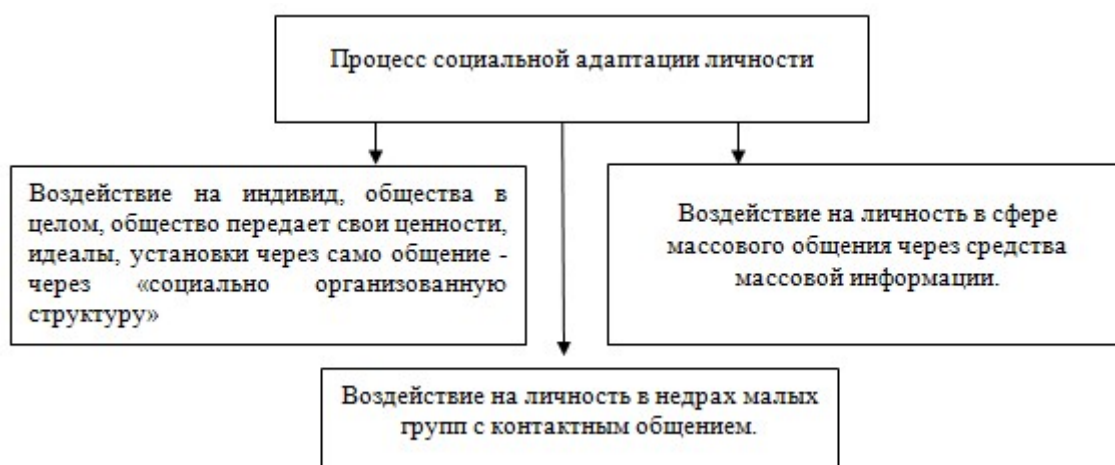 Процесс социальной адаптации личности
Воздействие на индивид, общества в
целом, общество передает свои ценности,
идеалы, установки через само общение -
через «социально организованную
структуру»
Воздействие на личность в сфере
массового общения через средства
массовой информации.
Воздействие на личность в недрах малых
групп с контактным общением.